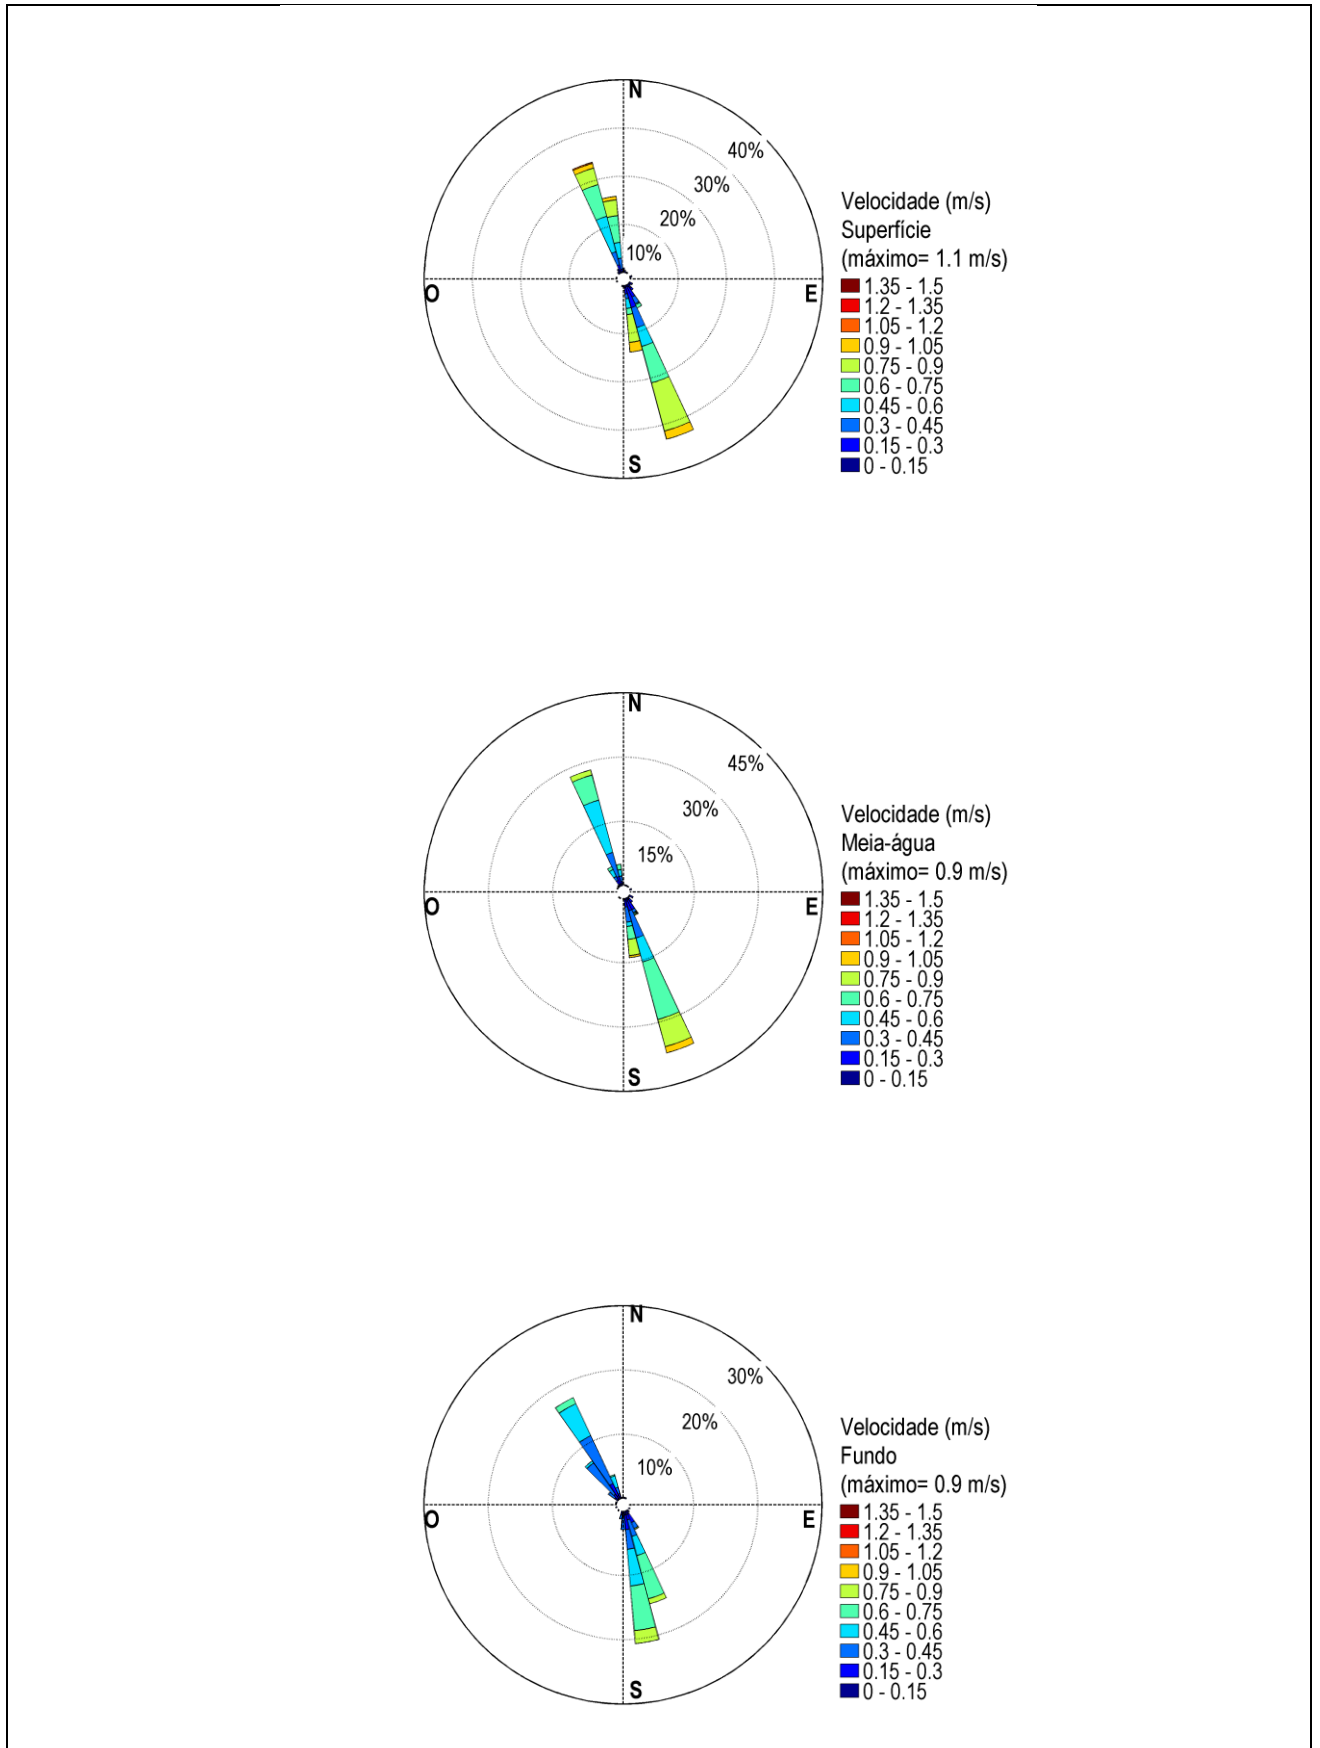 N
40%
30%
20%
10%
O
E
S
Velocidade (m/s)
Superfície
(máximo= 1.1 m/s)
1.35 - 1.5
1.2 - 1.35
1.05 - 1.2
0.9 - 1.05
0.75 - 0.9
0.6 - 0.75
0.45 - 0.6
0.3 - 0.45
0.15 - 0.3
0 - 0.15
N
45%
30%
15%
O
E
S
Velocidade (m/s)
Meia-água
(máximo= 0.9 m/s)
1.35 - 1.5
1.2 - 1.35
1.05 - 1.2
0.9 - 1.05
0.75 - 0.9
0.6 - 0.75
0.45 - 0.6
0.3 - 0.45
0.15 - 0.3
0 - 0.15
N
30%
20%
10%
O
E
S
Velocidade (m/s)
Fundo
(máximo= 0.9 m/s)
1.35 - 1.5
1.2 - 1.35
1.05 - 1.2
0.9 - 1.05
0.75 - 0.9
0.6 - 0.75
0.45 - 0.6
0.3 - 0.45
0.15 - 0.3
0 - 0.15